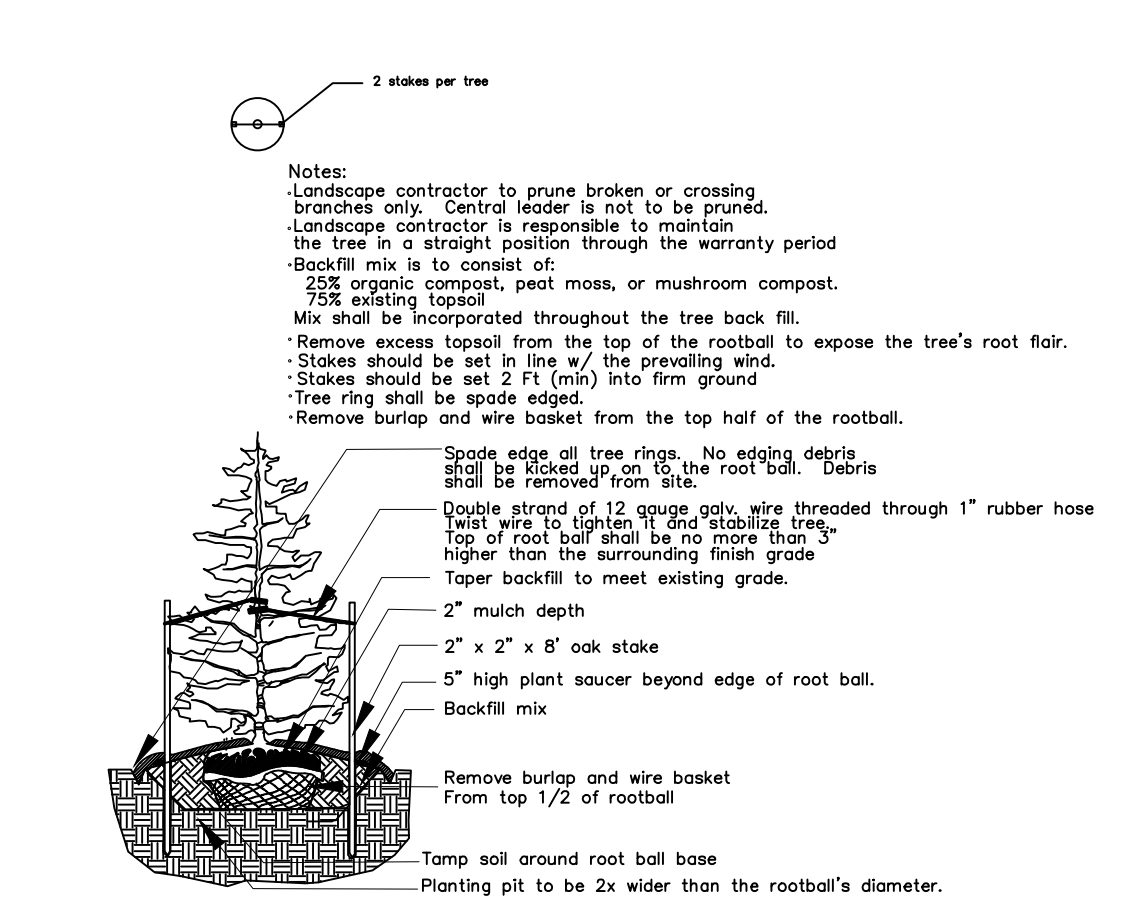 2 stakes per tree
Notes:
◦Landscape contractor to prune broken or crossing
branches only.  Central leader is not to be pruned.
◦Landscape contractor is responsible to maintain
the tree in a straight position through the warranty period
◦Backfill mix is to consist of:
25% organic compost, peat moss, or mushroom compost.
75% existing topsoil
Mix shall be incorporated throughout the tree back fill.
◦Remove excess topsoil from the top of the rootball to expose the tree's root flair.
◦Stakes should be set in line w/ the prevailing wind.
◦Stakes should be set 2 Ft (min) into firm ground
◦Tree ring shall be spade edged.
◦Remove burlap and wire basket from the top half of the rootball.
Spade edge all tree rings.  No edging debris
shall be kicked up on to the root ball.  Debris
shall be removed from site.
Double strand of 12 gauge galv. wire threaded through 1" rubber hose
Twist wire to tighten it and stabilize tree.
Top of root ball shall be no more than 3"
higher than the surrounding finish grade
Taper backfill to meet existing grade.
2" mulch depth
2" x 2" x 8' oak stake
5" high plant saucer beyond edge of root ball.
Backfill mix
Remove burlap and wire basket
From top 1/2 of rootball
Tamp soil around root ball base
Planting pit to be 2x wider than the rootball's diameter.